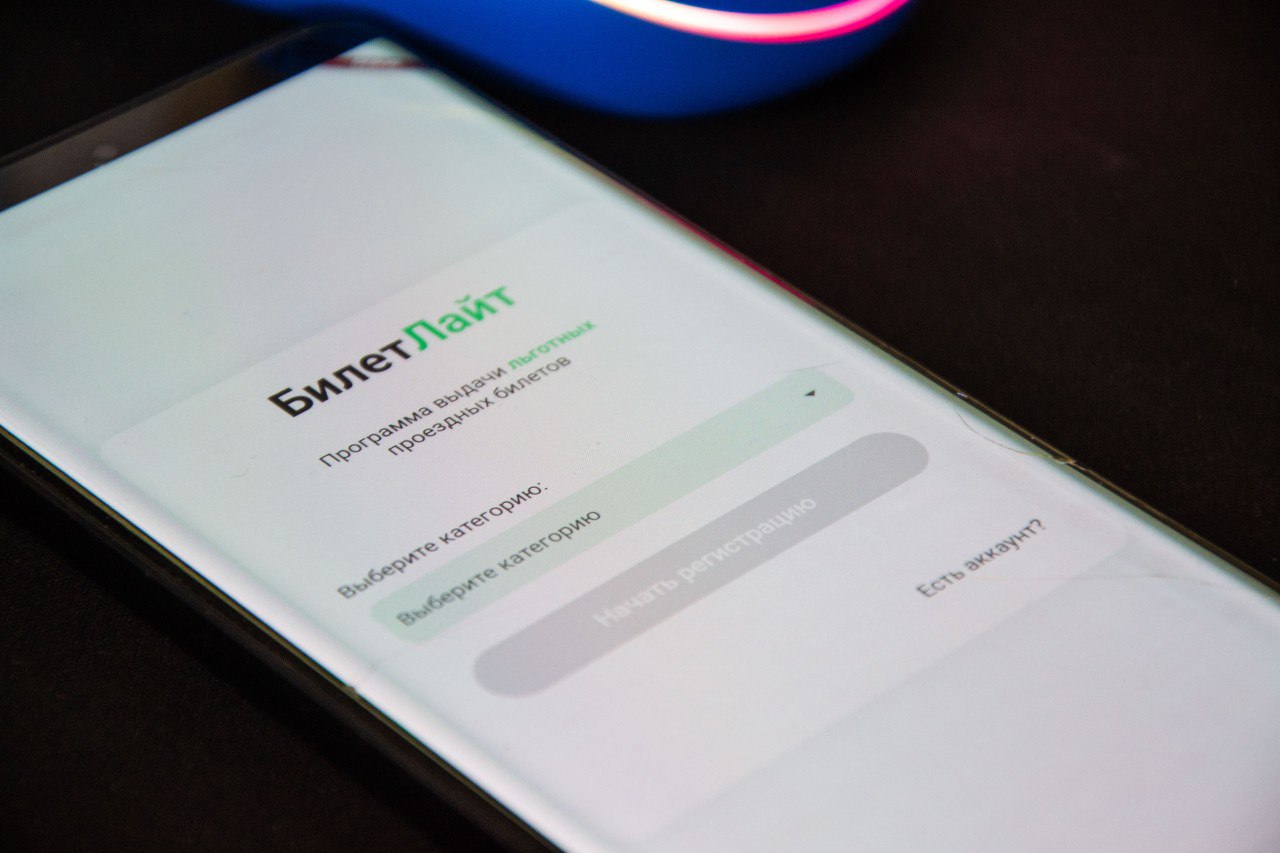 БилетЛайт
Программа выдачи льготных
проездных билетов
Выберите категорию:
Выберите категорию
Начать регистрацию
Есть аккаунт?